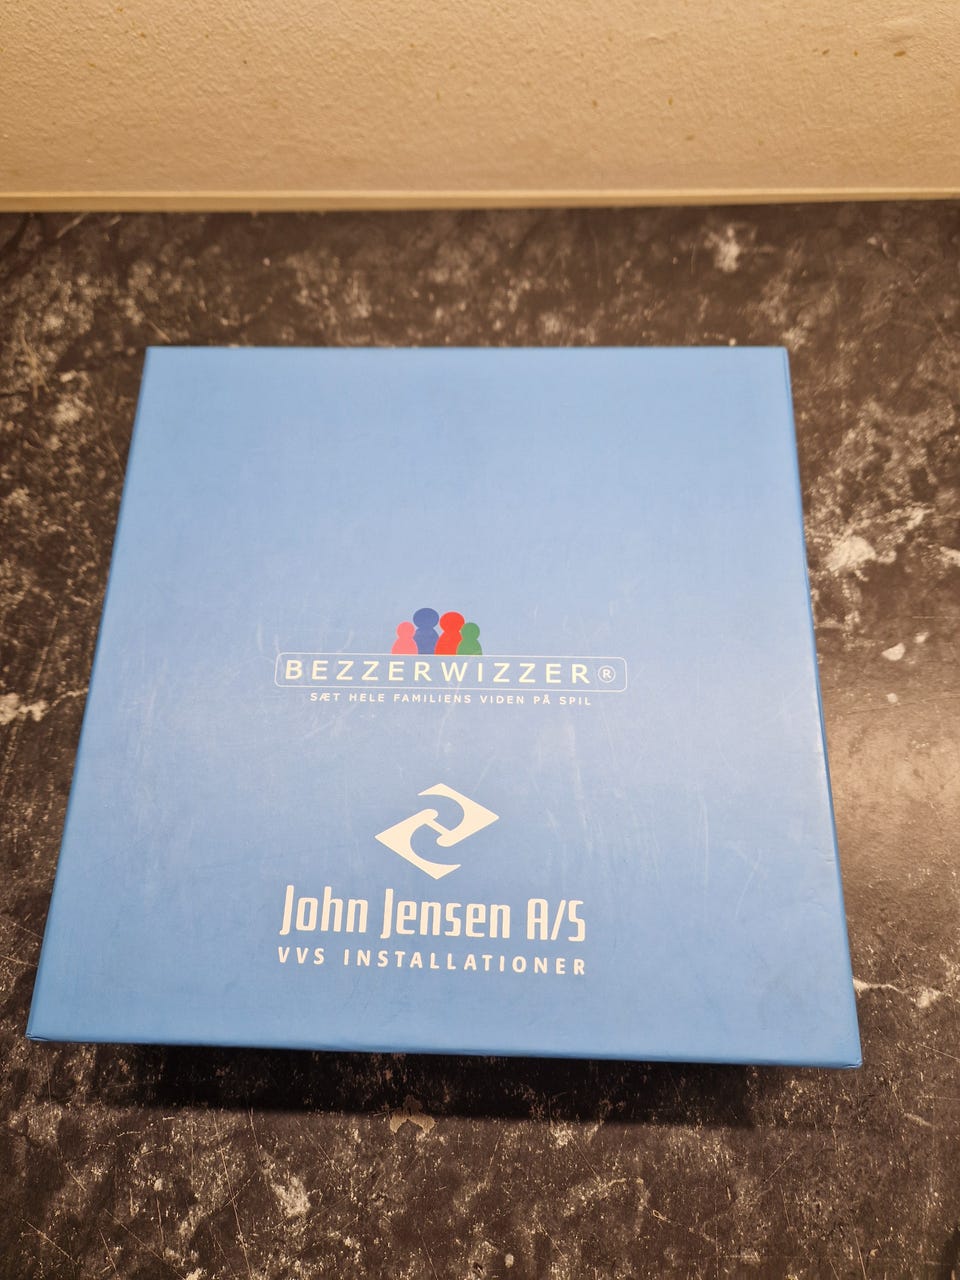 BEZZERWIZZER®
SÆT HELE FAMILIENS VIDEN PÅ SPIL
John Jensen A/S
VVS INSTALLATIONER